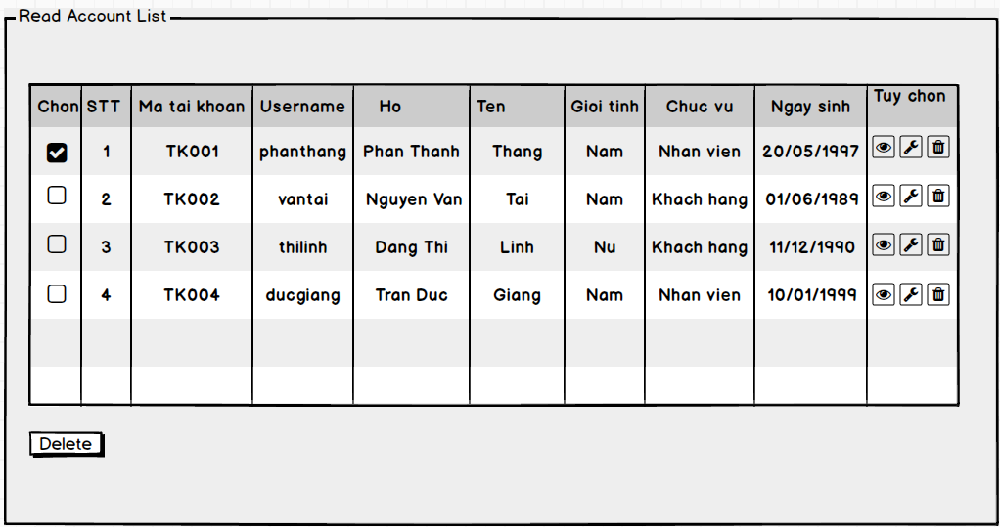 Read Account List
Chon STT Ma tai khoan Username Ho Ten Gioi tinh Chuc vu Ngay sinh Tuy chon
1 TK001 phanthang Phan Thanh Thang Nam Nhan vien 20/05/1997
2 TK002 vantai Nguyen Van Tai Nam Khach hang 01/06/1989
3 TK003 thilinh Dang Thi Linh Nu Khach hang 11/12/1990
4 TK004 ducgiang Tran Duc Giang Nam Nhan vien 10/01/1999
Delete